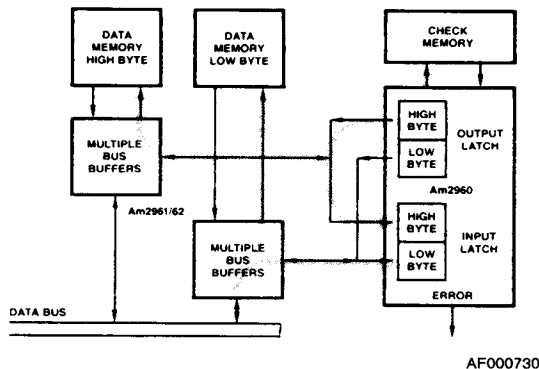 DATA
MEMORY
HIGH BYTE
DATA
MEMORY
LOW BYTE
CHECK
MEMORY
MULTIPLE
BUS
BUFFERS
Am2961/62
MULTIPLE
BUS
BUFFERS
HIGH
BYTE
LOW
BYTE
OUTPUT
LATCH
Am2960
HIGH
BYTE
LOW
BYTE
INPUT
LATCH
ERROR
DATA BUS
AF000730